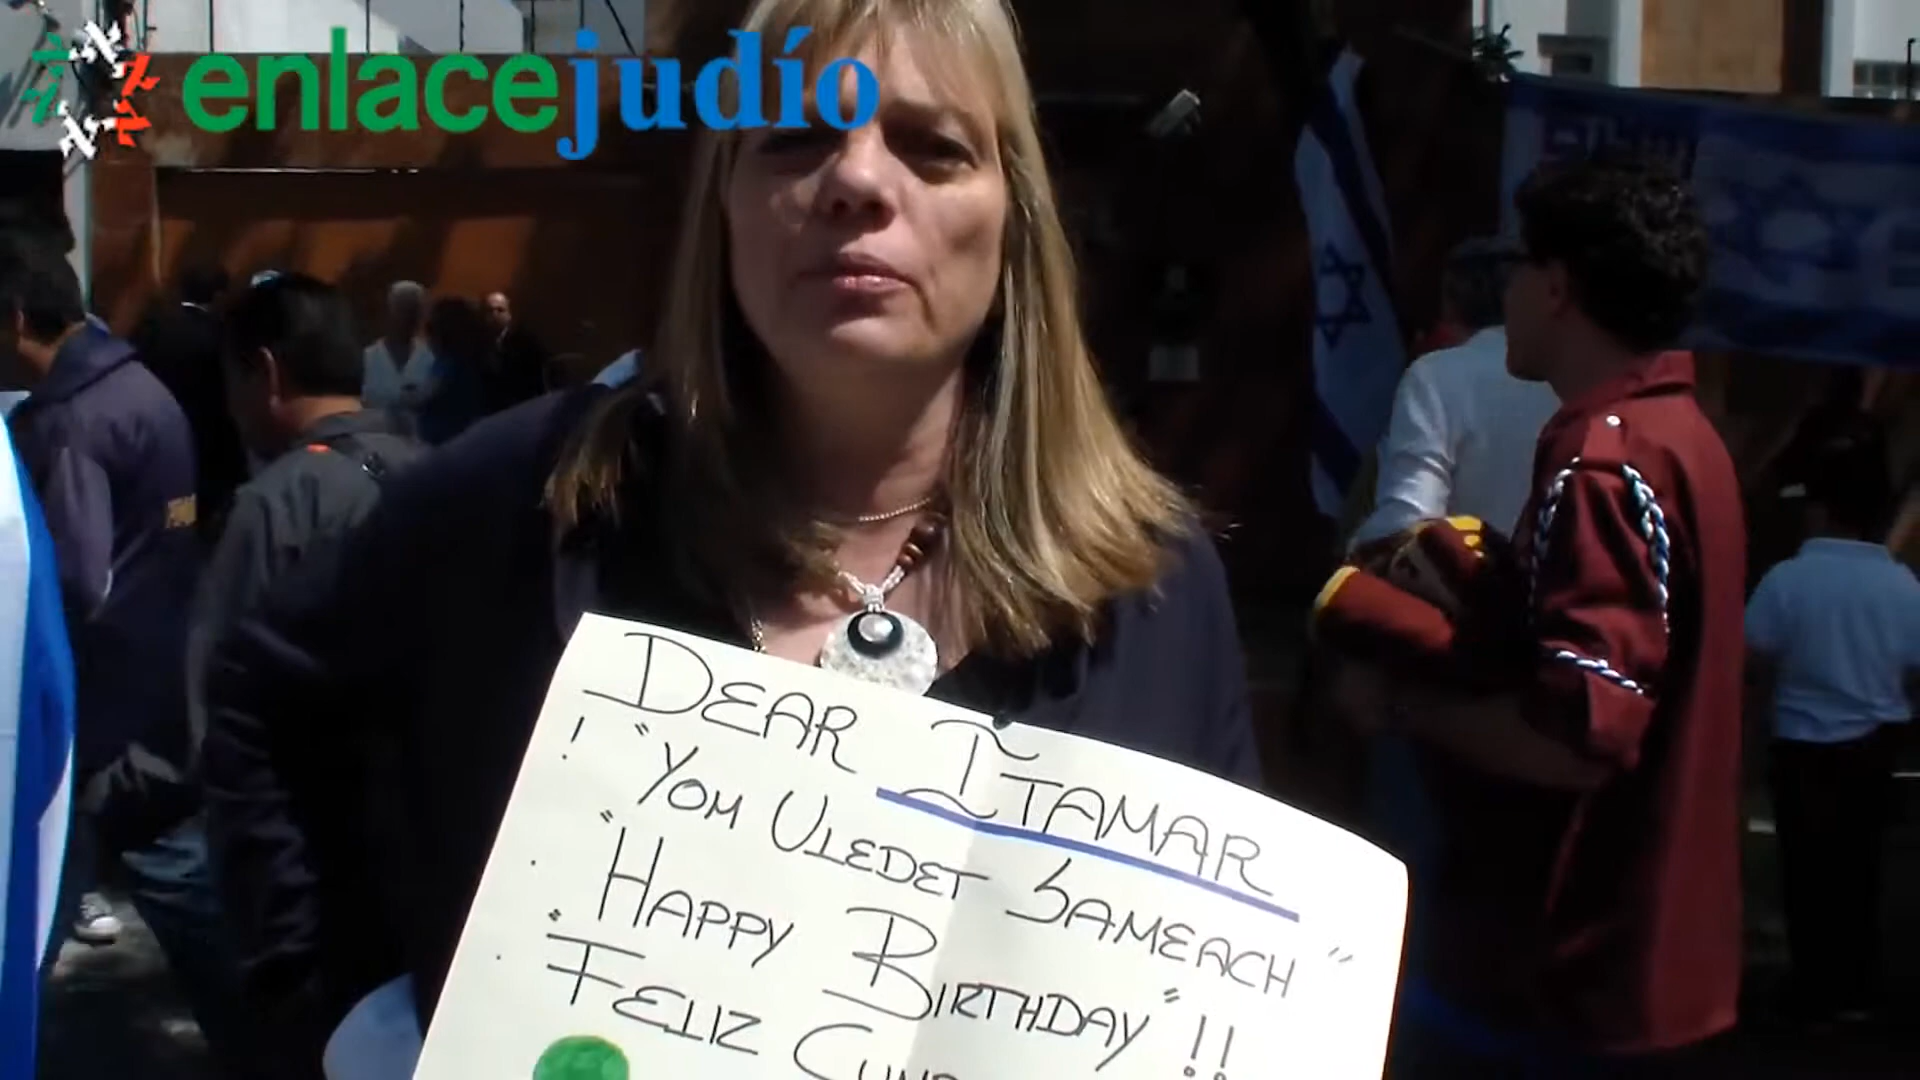 enlacejudío
DEAR ITAMAR
! "YOM ULEDET SAMEACH"
"HAPPY BIRTHDAY"!!
FELIZ